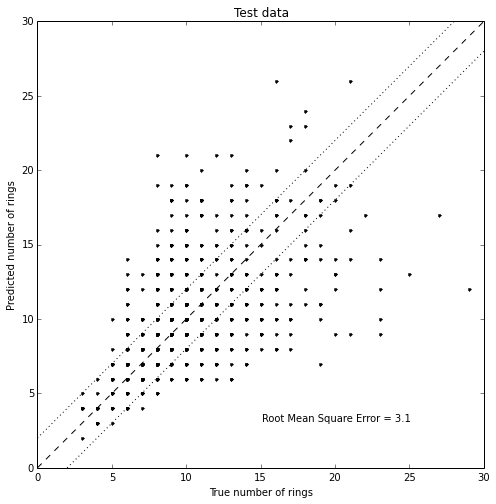 Test data
30
25
20
15
10
5
0
Predicted number of rings
Root Mean Square Error = 3.1
0 5 10 15 20 25 30
True number of rings